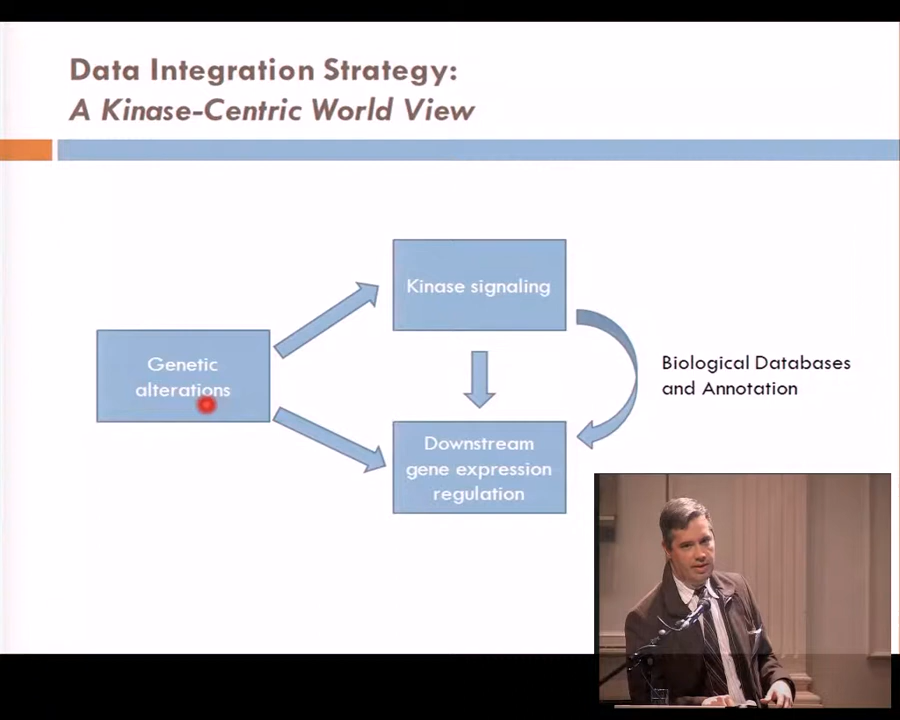 Data Integration Strategy:
A Kinase-Centric World View
Kinase signaling
Genetic
alterations
Biological Databases
and Annotation
Downstream
gene expression
regulation